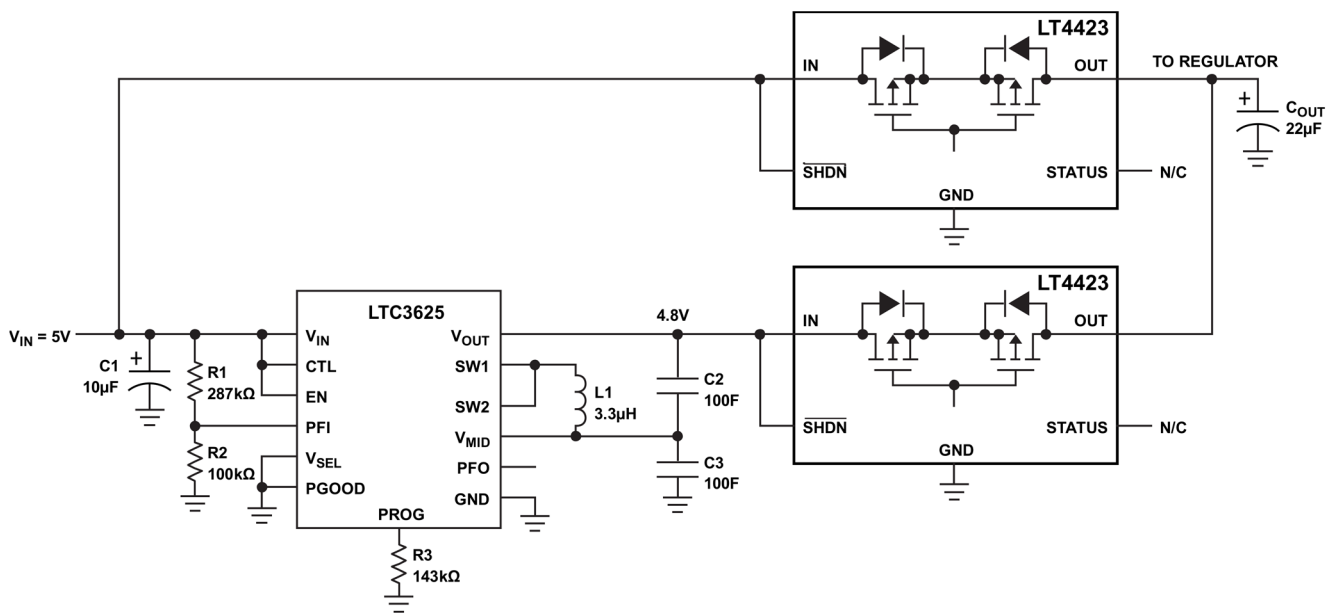 LT4423
IN
OUT
TO REGULATOR
+
C_OUT
22µF
SHDN
STATUS
N/C
GND
LT4423
IN
OUT
SHDN
STATUS
N/C
GND
V_IN = 5V
C1
+
10µF
R1
287kΩ
R2
100kΩ
LTC3625
V_IN
CTL
EN
PFI
V_SEL
PGOOD
PROG
V_OUT
SW1
SW2
V_MID
PFO
GND
R3
143kΩ
L1
3.3µH
4.8V
C2
100F
C3
100F